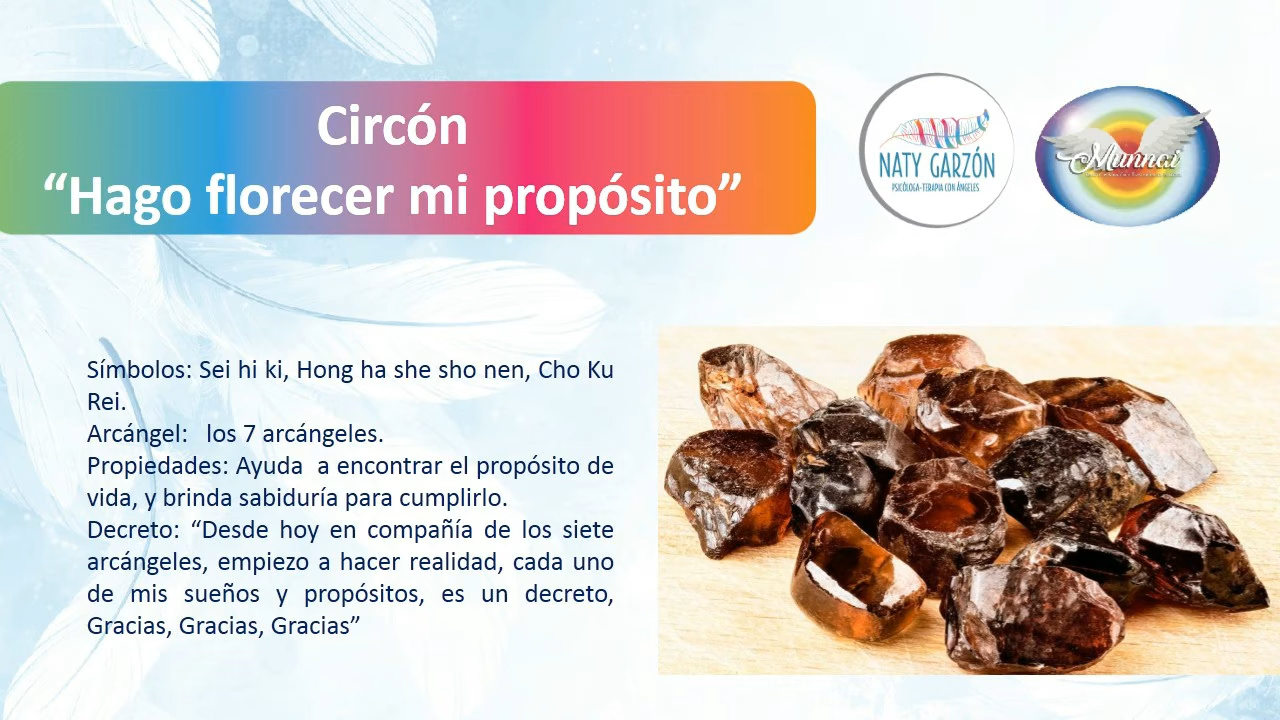 Circón
“Hago florecer mi propósito”
NATY GARZÓN
PSICÓLOGA-TERAPIA CON ÁNGELES
Munnai
Símbolos: Sei hi ki, Hong ha she sho nen, Cho Ku
Rei.
Arcángel:   los 7 arcángeles.
Propiedades: Ayuda  a encontrar el propósito de
vida, y brinda sabiduría para cumplirlo.
Decreto: “Desde hoy en compañía de los siete
arcángeles, empiezo a hacer realidad, cada uno
de mis sueños y propósitos, es un decreto,
Gracias, Gracias, Gracias”